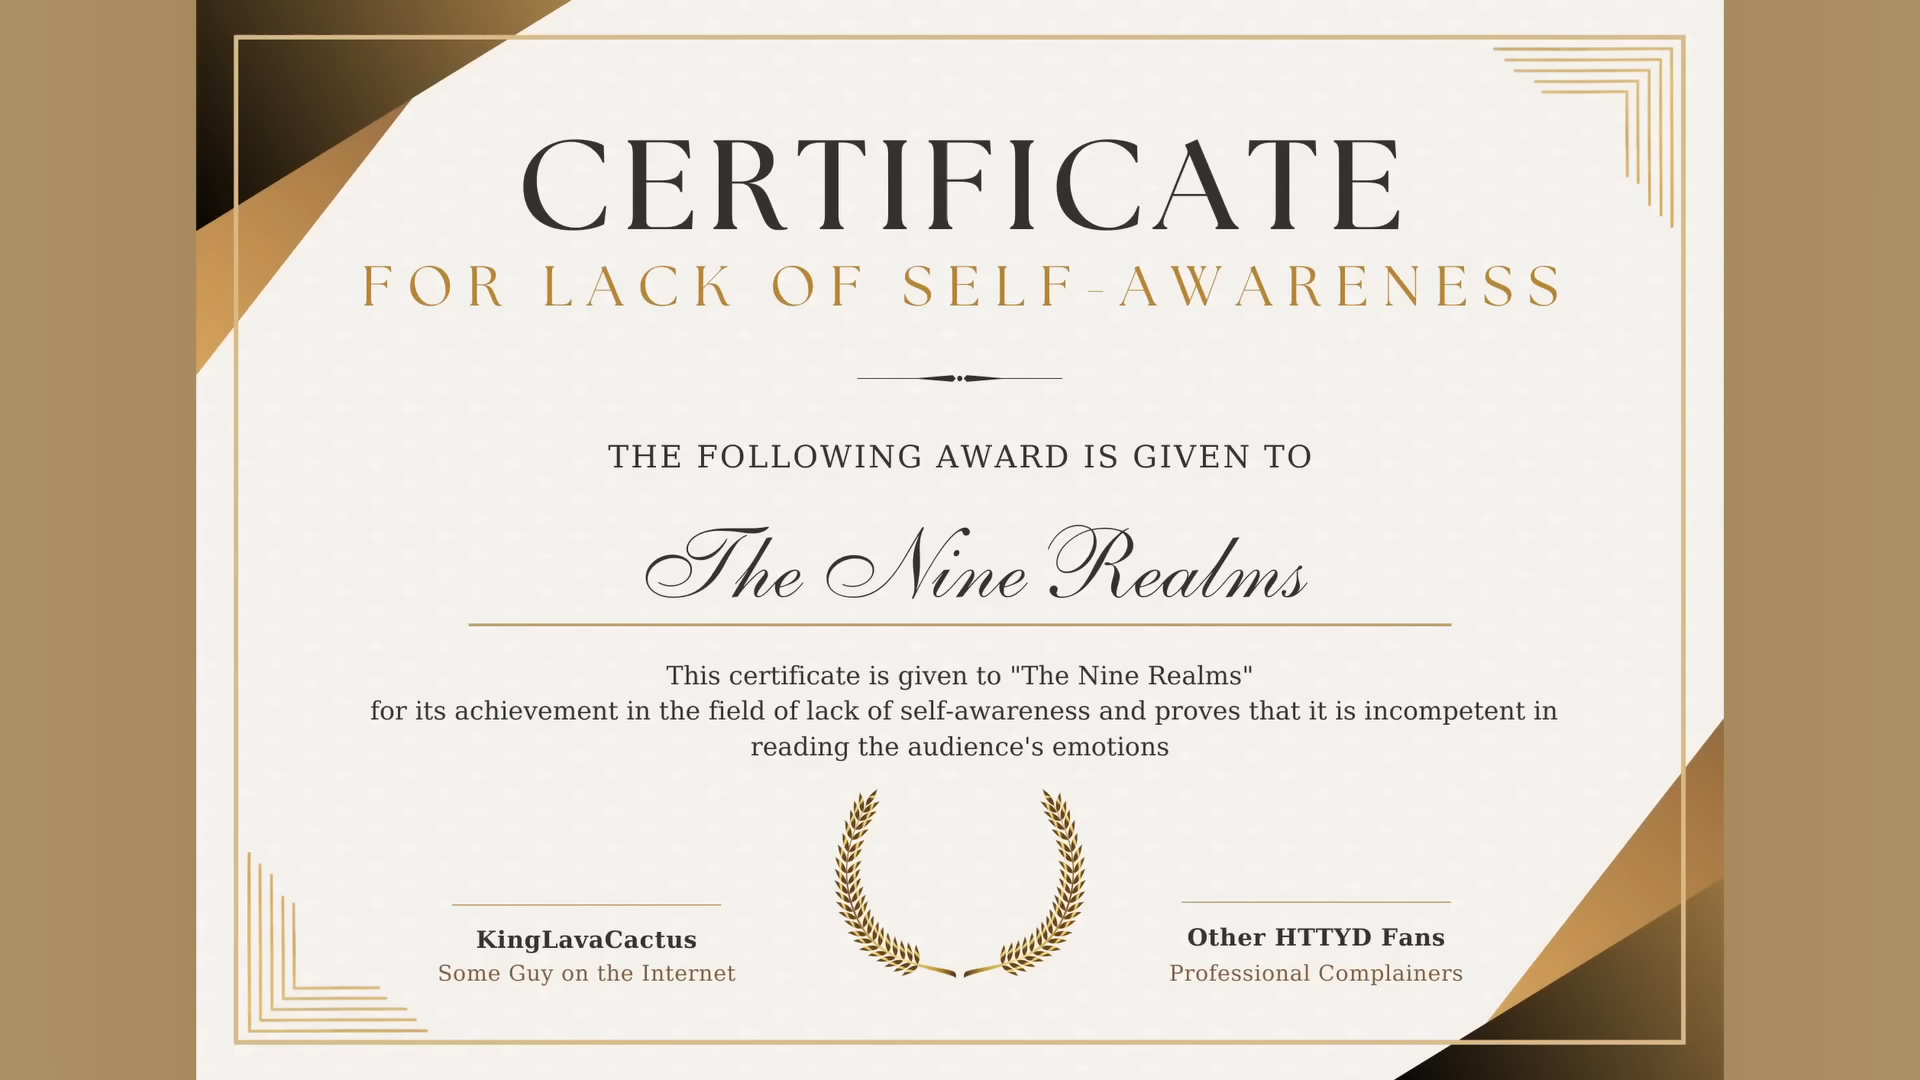 CERTIFICATE
FOR LACK OF SELF-AWARENESS
THE FOLLOWING AWARD IS GIVEN TO
The Nine Realms
This certificate is given to "The Nine Realms"
for its achievement in the field of lack of self-awareness and proves that it is incompetent in
reading the audience's emotions
KingLavaCactus
Some Guy on the Internet
Other HTTYD Fans
Professional Complainers